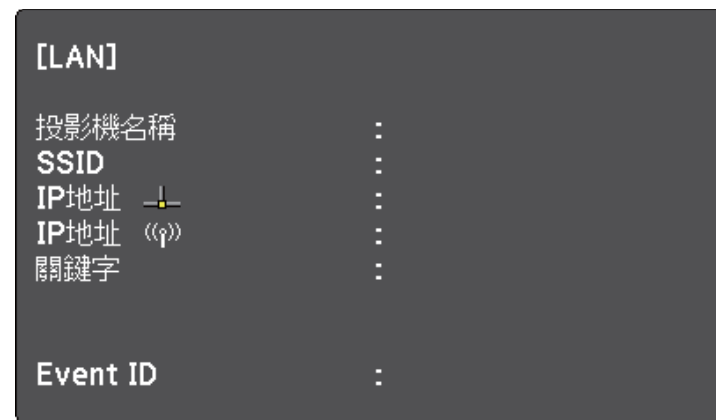 [LAN]
投影機名稱 :
SSID :
IP地址 :
IP地址 :
關鍵字 :
Event ID :